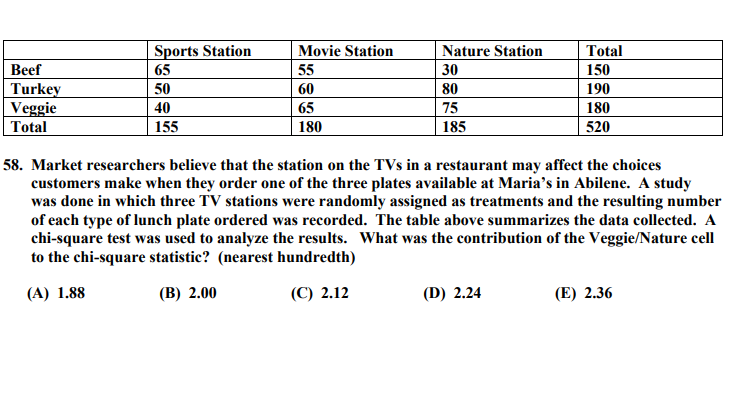 Sports Station Movie Station Nature Station Total
Beef 65 55 30 150
Turkey 50 60 80 190
Veggie 40 65 75 180
Total 155 180 185 520
58. Market researchers believe that the station on the TVs in a restaurant may affect the choices
customers make when they order one of the three plates available at Maria's in Abilene. A study
was done in which three TV stations were randomly assigned as treatments and the resulting number
of each type of lunch plate ordered was recorded. The table above summarizes the data collected. A
chi-square test was used to analyze the results. What was the contribution of the Veggie/Nature cell
to the chi-square statistic? (nearest hundredth)
(A) 1.88 (B) 2.00 (C) 2.12 (D) 2.24 (E) 2.36